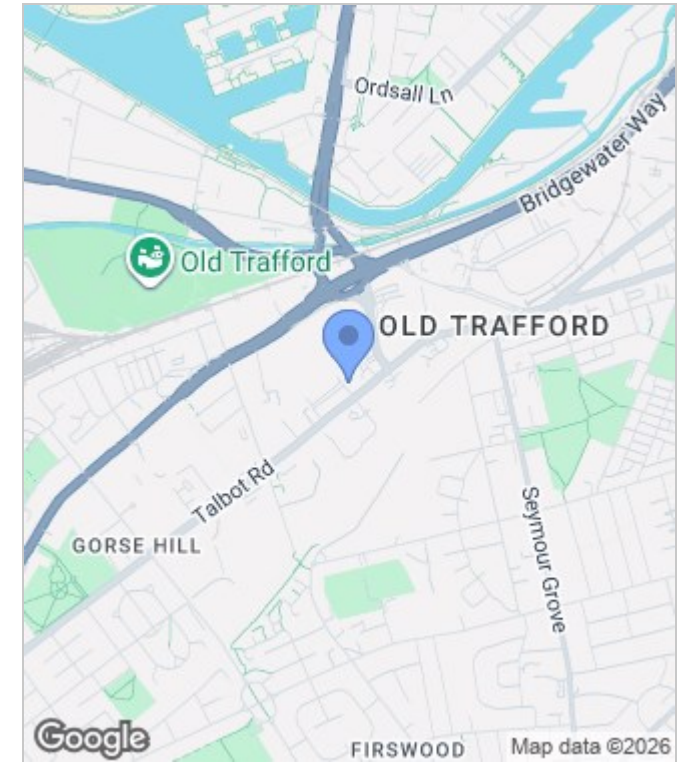 Ordsall Ln
Bridgewater Way
Old Trafford
OLD TRAFFORD
Talbot Rd
Seymour Grove
GORSE HILL
FIRSWOOD
Google
Map data ©2026